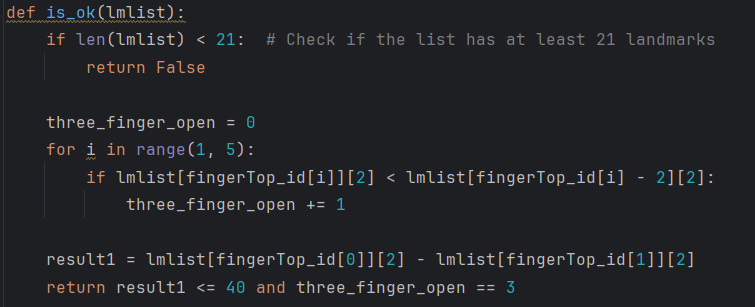 def is_ok(lmlist):
    if len(lmlist) < 21:  # Check if the list has at least 21 landmarks
        return False

    three_finger_open = 0
    for i in range(1, 5):
        if lmlist[fingerTop_id[i]][2] < lmlist[fingerTop_id[i] - 2][2]:
            three_finger_open += 1

    result1 = lmlist[fingerTop_id[0]][2] - lmlist[fingerTop_id[1]][2]
    return result1 <= 40 and three_finger_open == 3